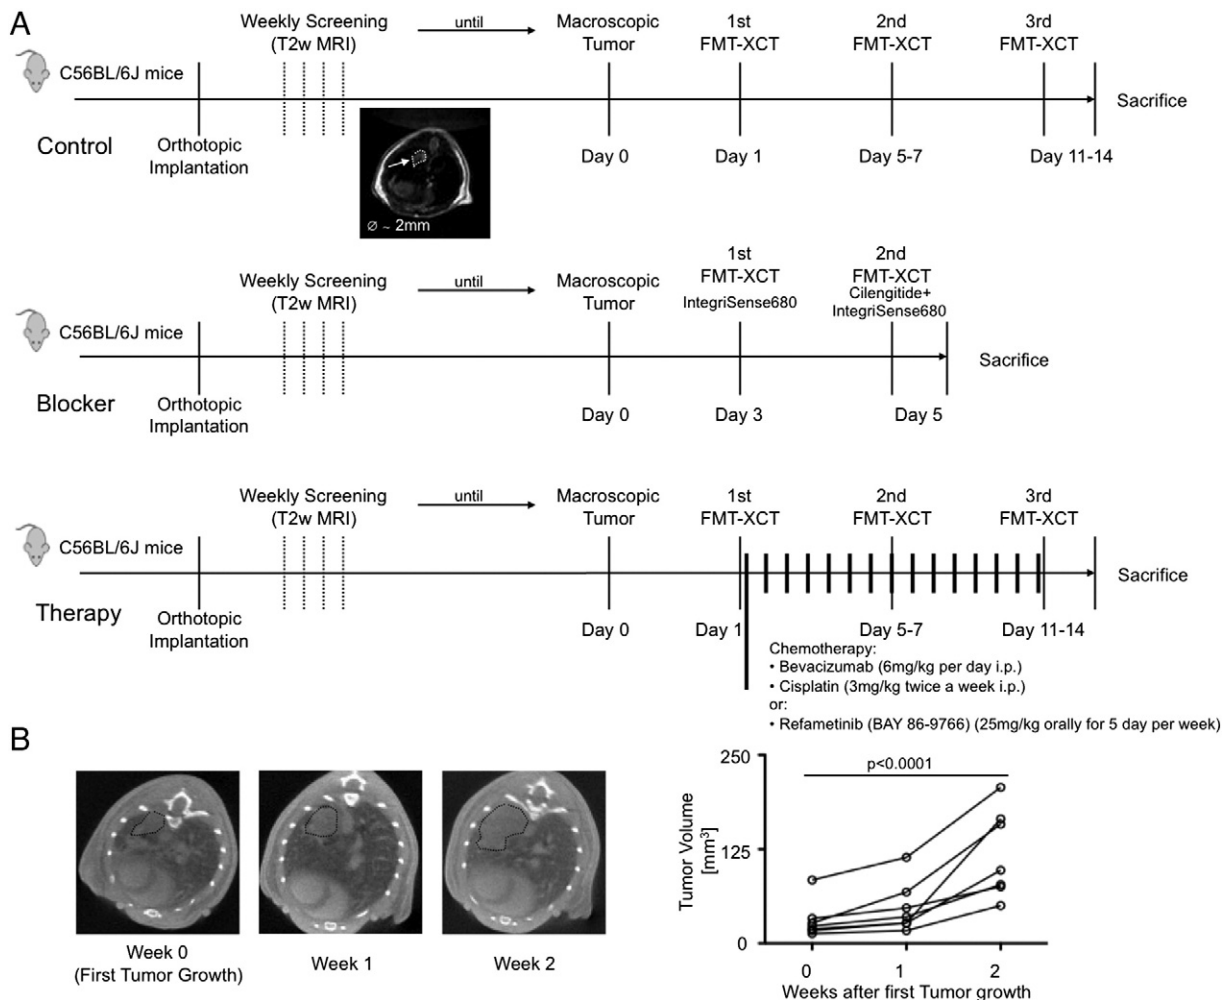 A
Weekly Screening
(T2w MRI)
until
Macroscopic
Tumor
1st
FMT-XCT
2nd
FMT-XCT
3rd
FMT-XCT
C56BL/6J mice
Sacrifice
Control
Orthotopic
Implantation
Day 0
Day 1
Day 5-7
Day 11-14
∅ ~ 2mm
Weekly Screening
(T2w MRI)
until
Macroscopic
Tumor
1st
FMT-XCT
IntegriSense680
2nd
FMT-XCT
Cilengitide+
IntegriSense680
C56BL/6J mice
Sacrifice
Blocker
Orthotopic
Implantation
Day 0
Day 3
Day 5
Weekly Screening
(T2w MRI)
until
Macroscopic
Tumor
1st
FMT-XCT
2nd
FMT-XCT
3rd
FMT-XCT
C56BL/6J mice
Sacrifice
Therapy
Orthotopic
Implantation
Day 0
Day 1
Day 5-7
Day 11-14
Chemotherapy:
• Bevacizumab (6mg/kg per day i.p.)
• Cisplatin (3mg/kg twice a week i.p.)
or:
• Refametinib (BAY 86-9766) (25mg/kg orally for 5 day per week)
B
Week 0
(First Tumor Growth)
Week 1
Week 2
Tumor Volume
[mm³]
250
125
0
p<0.0001
0
1
2
Weeks after first Tumor growth